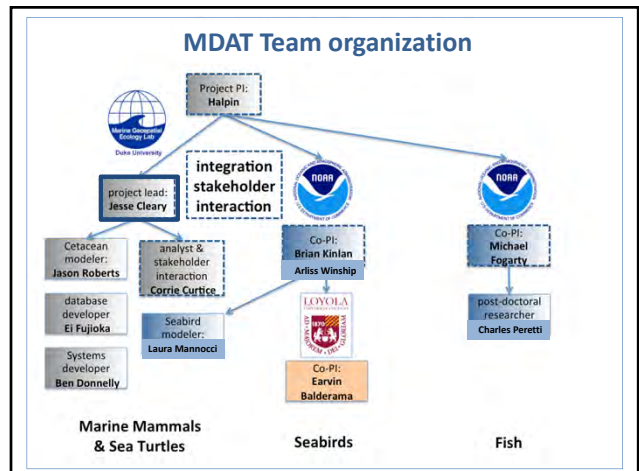 MDAT Team organization
Project PI:
Halpin
Marine Geospatial
Ecology Lab
Duke University
integration
stakeholder
interaction
NOAA
NOAA
project lead:
Jesse Cleary
Cetacean
modeler:
Jason Roberts
analyst &
stakeholder
interaction
Corrie Curtice
Co-PI:
Brian Kinlan
Arliss Winship
Co-PI:
Michael
Fogarty
database
developer
Ei Fujioka
Seabird
modeler:
Laura Mannocci
LOYOLA
1870
post-doctoral
researcher
Charles Peretti
Systems
developer
Ben Donnelly
Co-PI:
Earvin
Balderama
Marine Mammals
& Sea Turtles
Seabirds
Fish